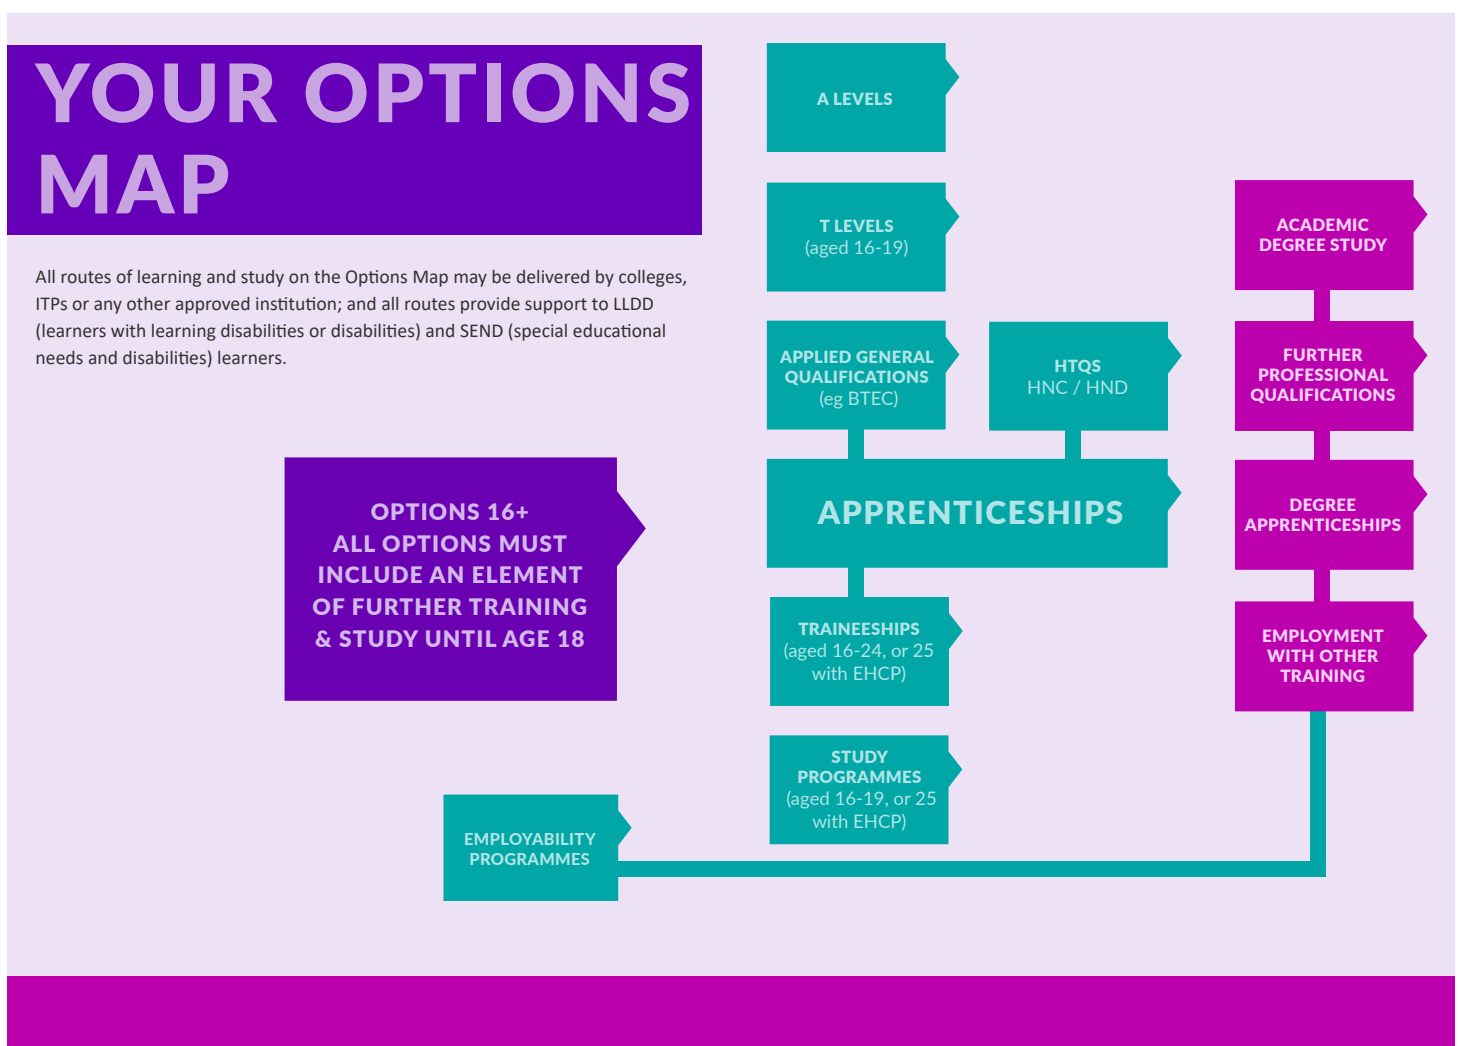 YOUR OPTIONS
MAP
All routes of learning and study on the Options Map may be delivered by colleges,
ITPs or any other approved institution; and all routes provide support to LLDD
(learners with learning disabilities or disabilities) and SEND (special educational
needs and disabilities) learners.
OPTIONS 16+
ALL OPTIONS MUST
INCLUDE AN ELEMENT
OF FURTHER TRAINING
& STUDY UNTIL AGE 18
EMPLOYABILITY
PROGRAMMES
A LEVELS
T LEVELS
(aged 16-19)
APPLIED GENERAL
QUALIFICATIONS
(eg BTEC)
HTQS
HNC / HND
APPRENTICESHIPS
TRAINEESHIPS
(aged 16-24, or 25
with EHCP)
STUDY
PROGRAMMES
(aged 16-19, or 25
with EHCP)
ACADEMIC
DEGREE STUDY
FURTHER
PROFESSIONAL
QUALIFICATIONS
DEGREE
APPRENTICESHIPS
EMPLOYMENT
WITH OTHER
TRAINING